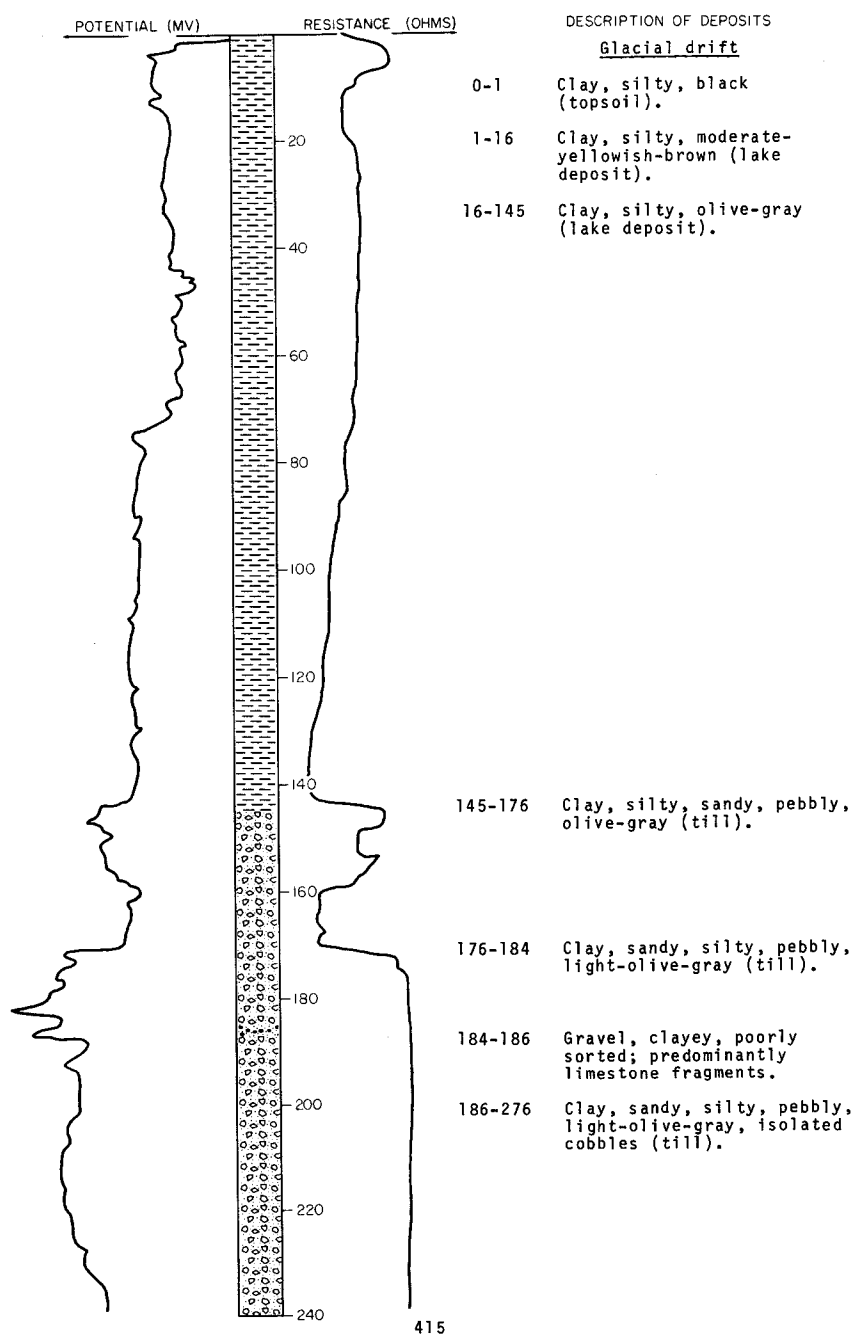 POTENTIAL (MV)
RESISTANCE (OHMS)
DESCRIPTION OF DEPOSITS
Glacial drift
0-1 Clay, silty, black
(topsoil).
1-16 Clay, silty, moderate-
yellowish-brown (lake
deposit).
16-145 Clay, silty, olive-gray
(lake deposit).
145-176 Clay, silty, sandy, pebbly,
olive-gray (till).
176-184 Clay, sandy, silty, pebbly,
light-olive-gray (till).
184-186 Gravel, clayey, poorly
sorted; predominantly
limestone fragments.
186-276 Clay, sandy, silty, pebbly,
light-olive-gray, isolated
cobbles (till).
20
40
60
80
100
120
140
160
180
200
220
240
415